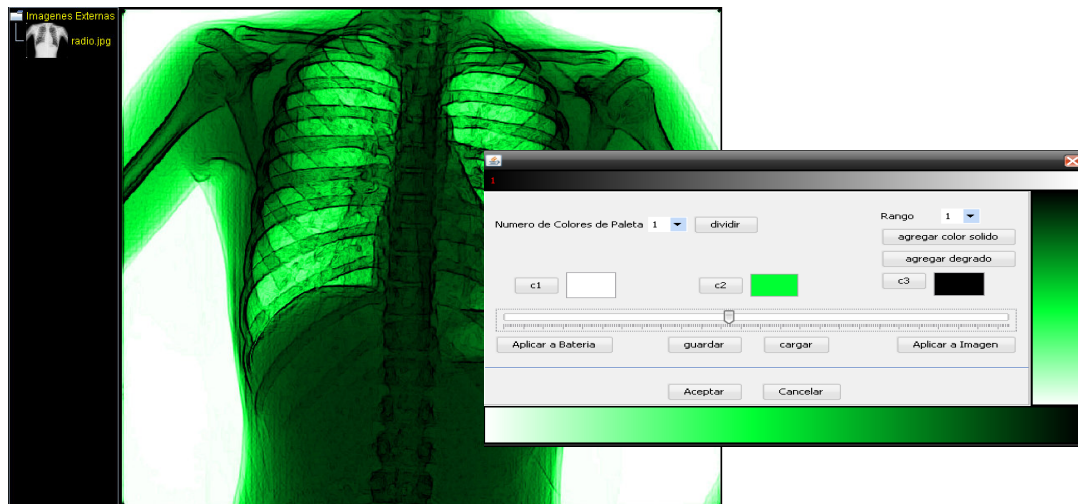 Imagenes Externas
radio.jpg
1
Numero de Colores de Paleta 1 dividir
Rango 1
agregar color solido
agregar degrado
c1 c2 c3
Aplicar a Bateria guardar cargar Aplicar a Imagen
Aceptar Cancelar